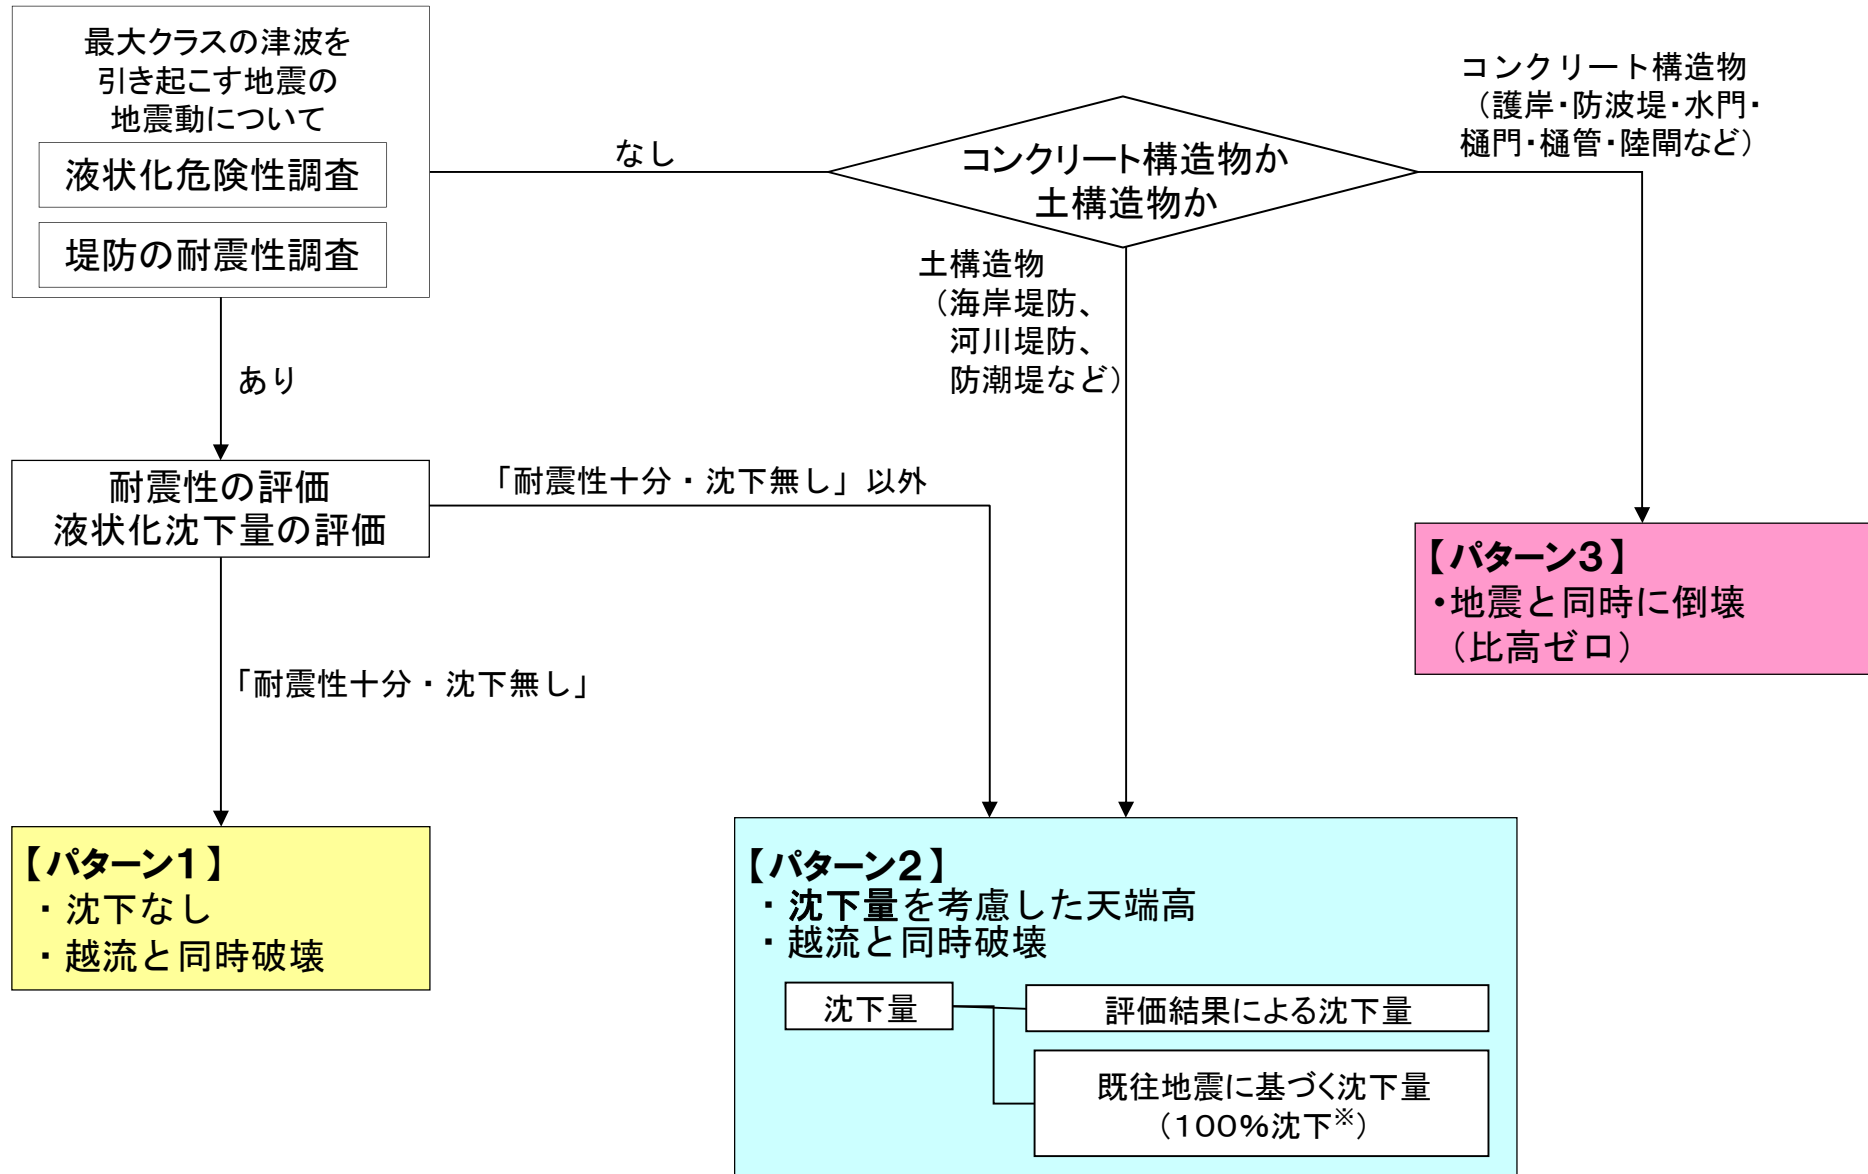 最大クラスの津波を
引き起こす地震の
地震動について
液状化危険性調査
堤防の耐震性調査
なし
コンクリート構造物か
土構造物か
コンクリート構造物
（護岸・防波堤・水門・
樋門・樋管・陸閘など）
土構造物
（海岸堤防、
河川堤防、
防潮堤など）
あり
耐震性の評価
液状化沈下量の評価
「耐震性十分・沈下無し」以外
「耐震性十分・沈下無し」
【パターン３】
・地震と同時に倒壊
（比高ゼロ）
【パターン１】
・沈下なし
・越流と同時破壊
【パターン２】
・沈下量を考慮した天端高
・越流と同時破壊
沈下量
評価結果による沈下量
既往地震に基づく沈下量
（１００％沈下※）